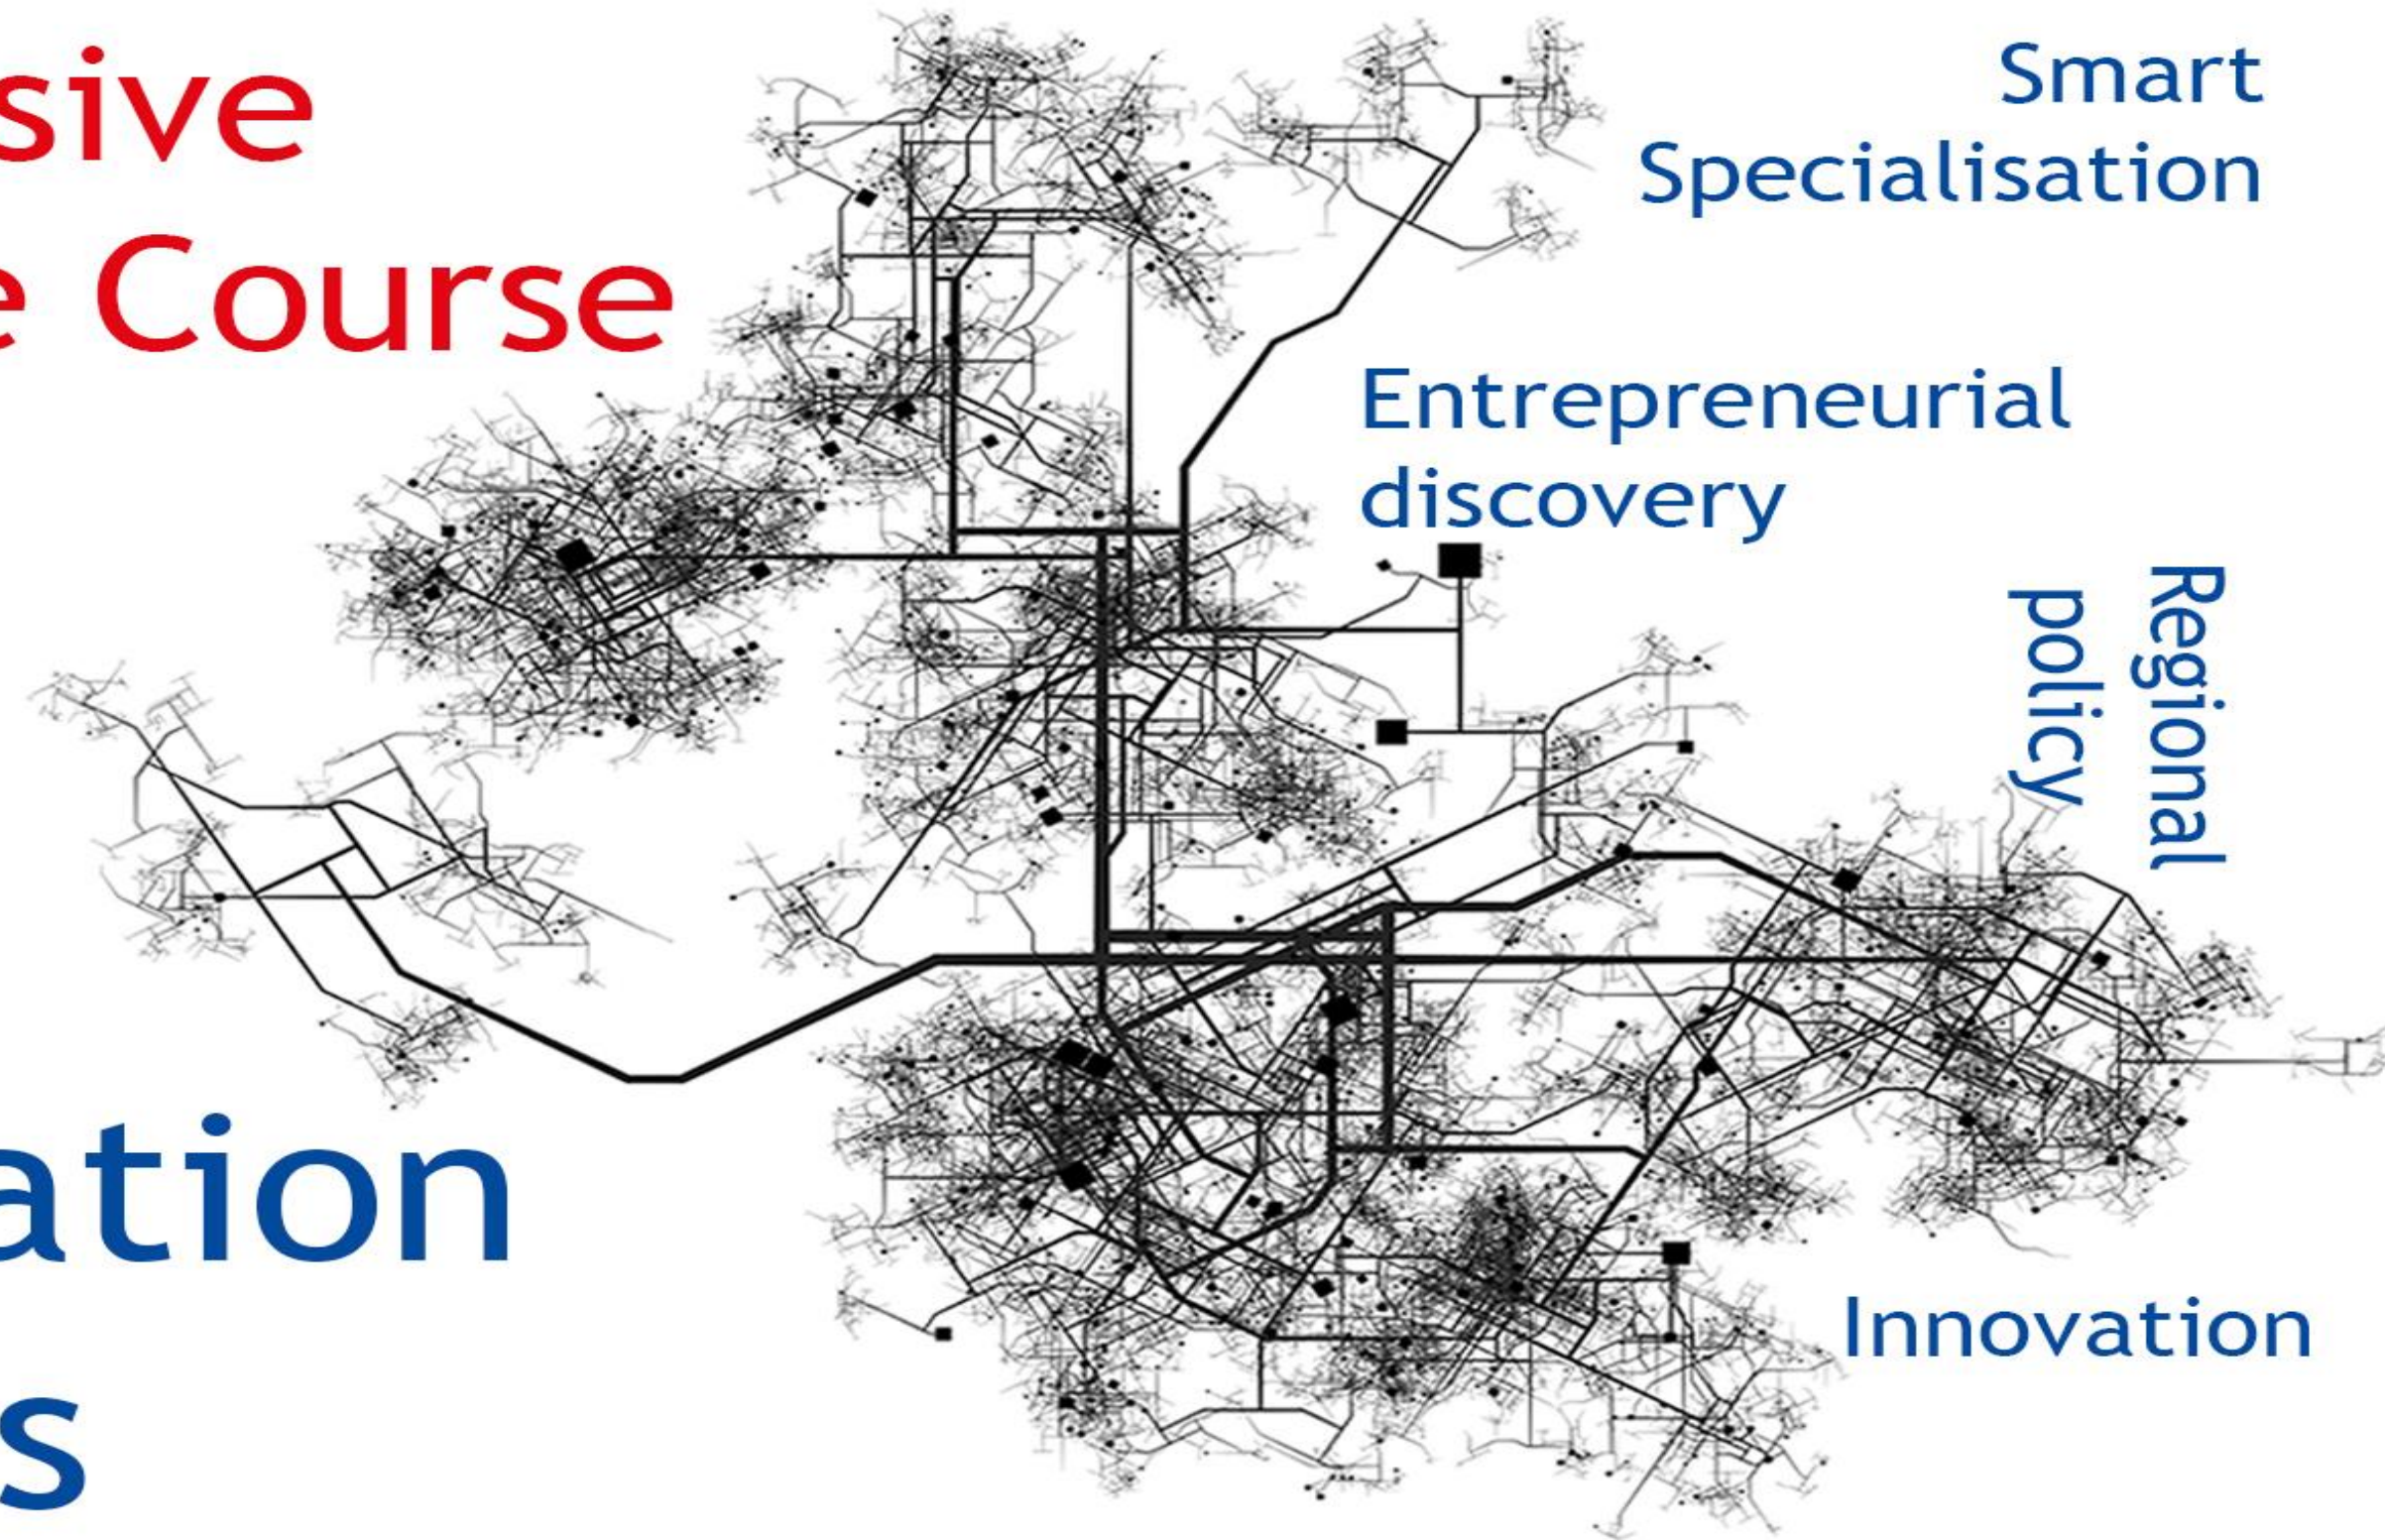 sive
e Course
Smart
Specialisation
Entrepreneurial
discovery
Regional
policy
ation
s
Innovation